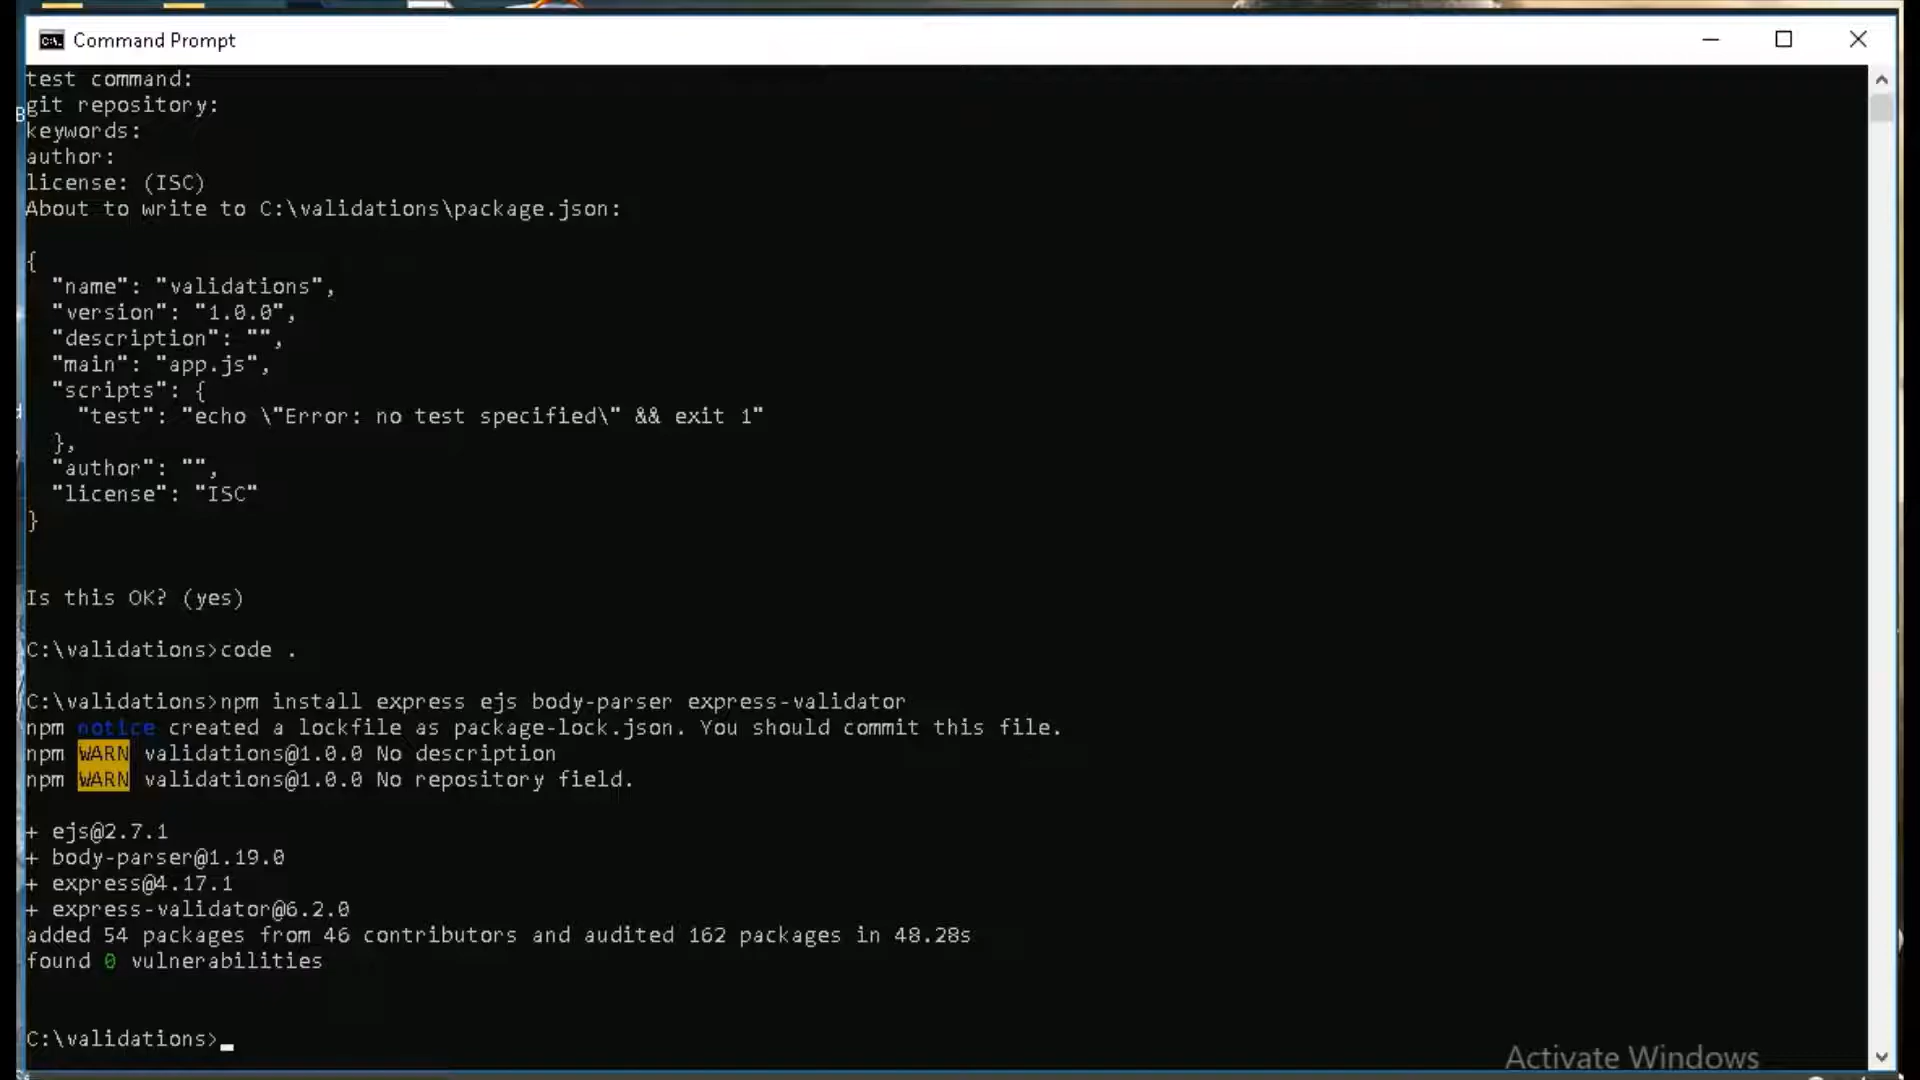 Command Prompt
test command:
git repository:
keywords:
author:
license: (ISC)
About to write to C:\validations\package.json:
{
  "name": "validations",
  "version": "1.0.0",
  "description": "",
  "main": "app.js",
  "scripts": {
    "test": "echo \"Error: no test specified\" && exit 1"
  },
  "author": "",
  "license": "ISC"
}
Is this OK? (yes)
C:\validations>code .
C:\validations>npm install express ejs body-parser express-validator
npm notice created a lockfile as package-lock.json. You should commit this file.
npm WARN validations@1.0.0 No description
npm WARN validations@1.0.0 No repository field.
+ ejs@2.7.1
+ body-parser@1.19.0
+ express@4.17.1
+ express-validator@6.2.0
added 54 packages from 46 contributors and audited 162 packages in 48.28s
found 0 vulnerabilities
C:\validations>
Activate Windows